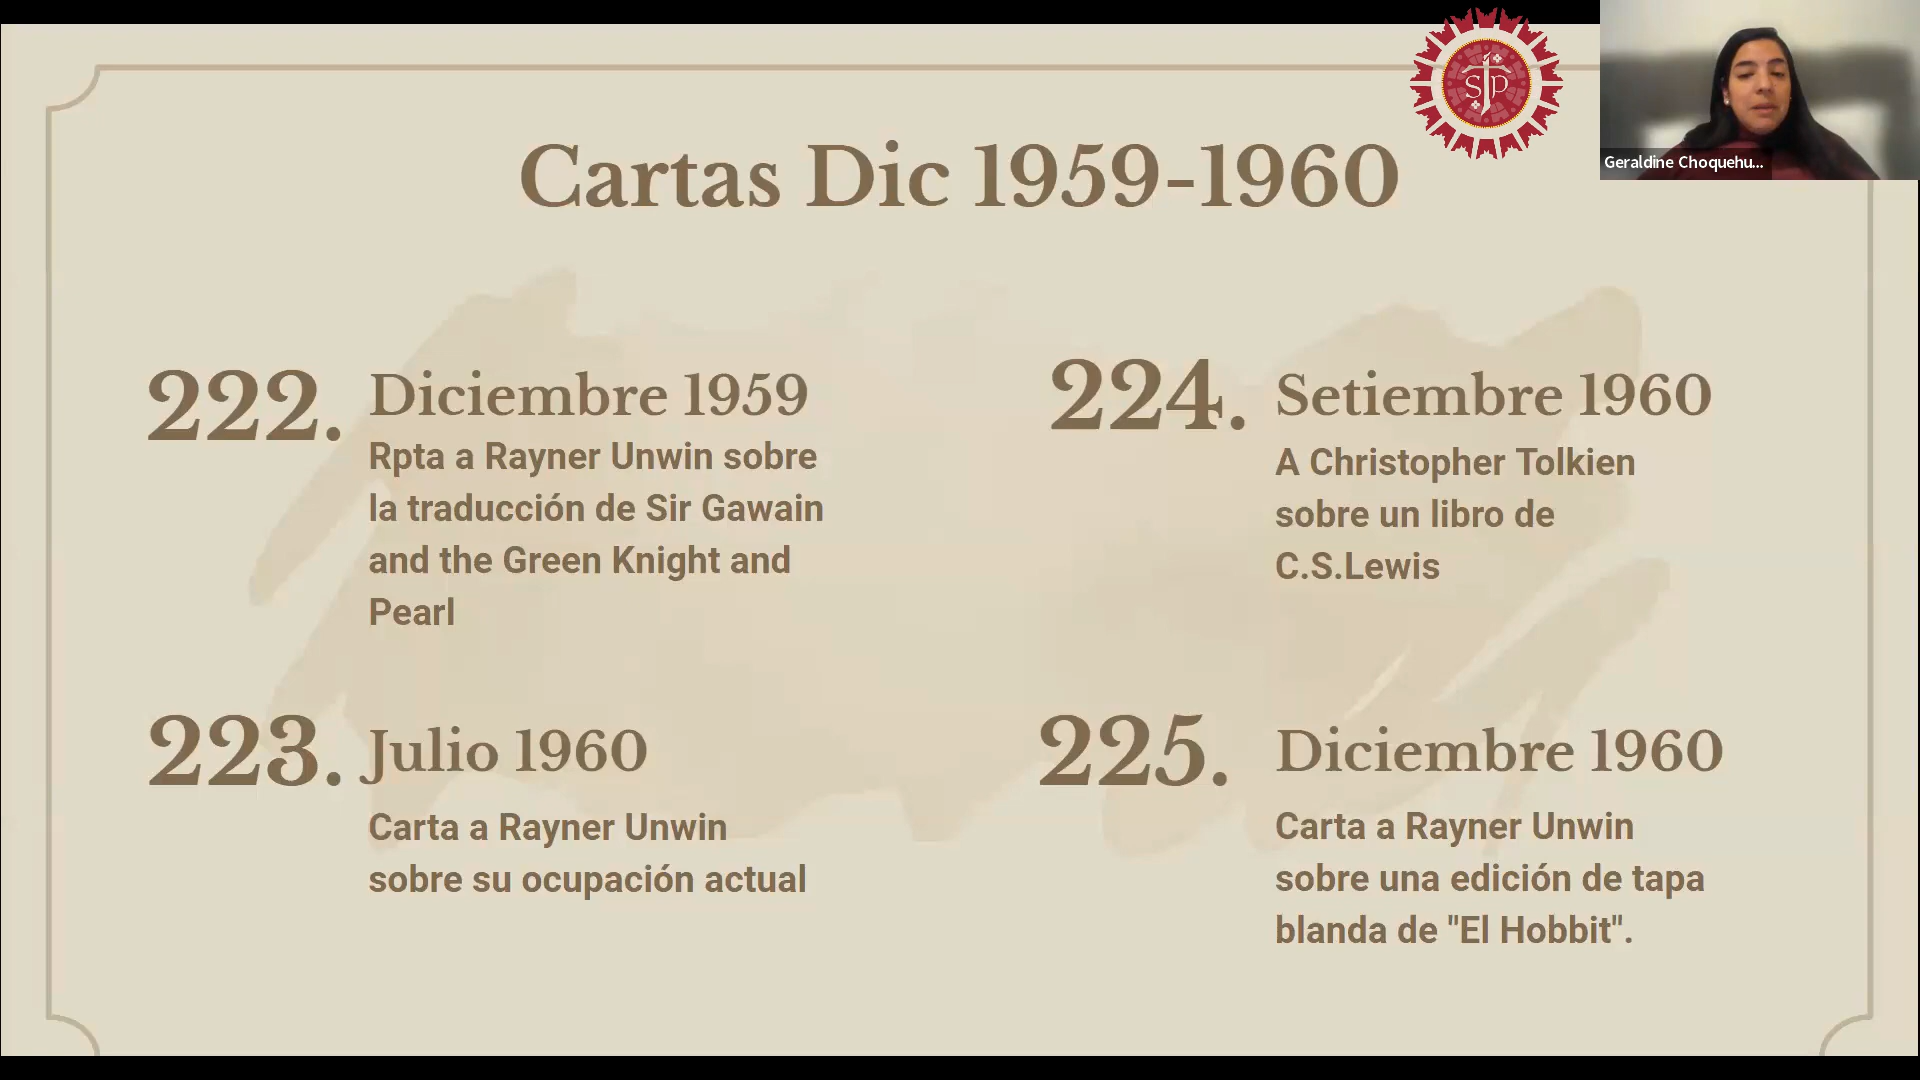 Cartas Dic 1959-1960
STP
Geraldine Choquehu...
222. Diciembre 1959
Rpta a Rayner Unwin sobre
la traducción de Sir Gawain
and the Green Knight and
Pearl
223. Julio 1960
Carta a Rayner Unwin
sobre su ocupación actual
224. Setiembre 1960
A Christopher Tolkien
sobre un libro de
C.S.Lewis
225. Diciembre 1960
Carta a Rayner Unwin
sobre una edición de tapa
blanda de "El Hobbit".